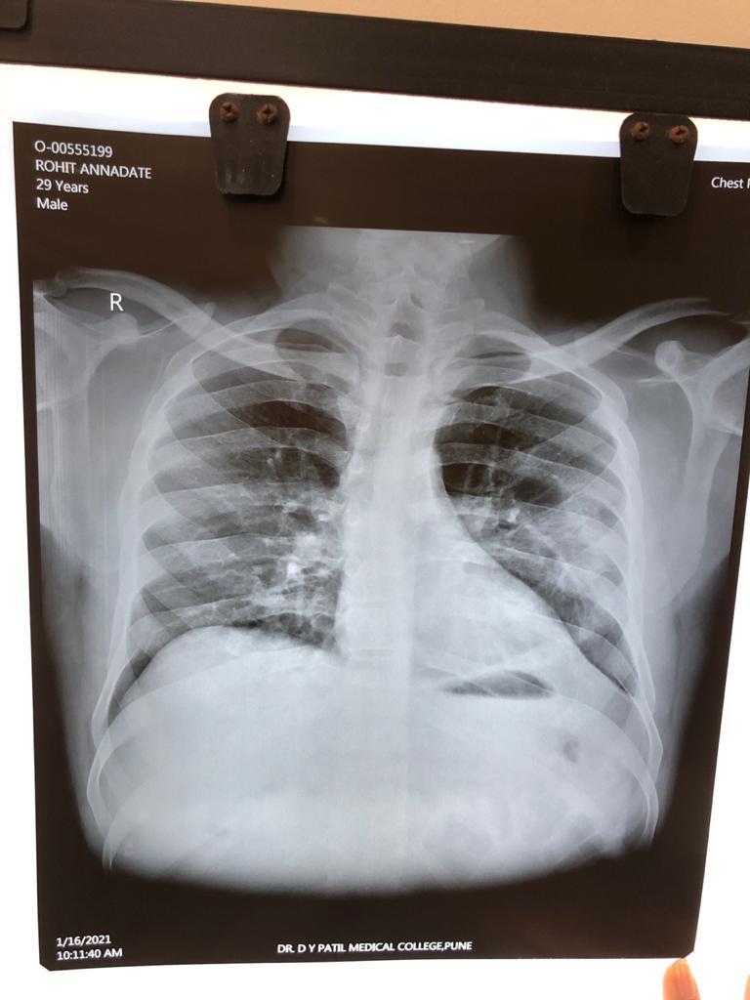 O-00555199
ROHIT ANNADATE
29 Years
Male
Chest
R
1/16/2021
10:11:40 AM
DR. D Y PATIL MEDICAL COLLEGE,PUNE